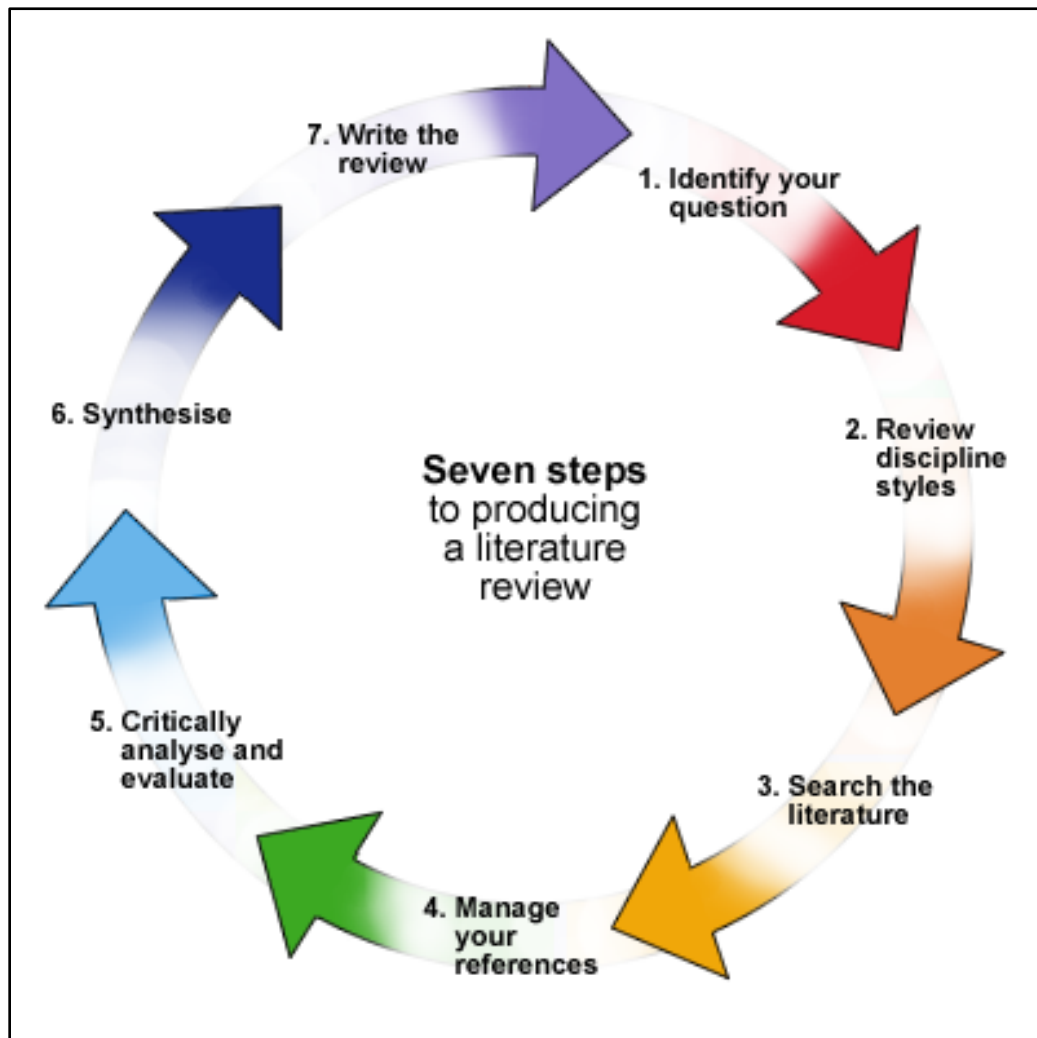 Seven steps
to producing
a literature
review
1. Identify your
question
2. Review
discipline
styles
3. Search the
literature
4. Manage
your
references
5. Critically
analyse and
evaluate
6. Synthesise
7. Write the
review